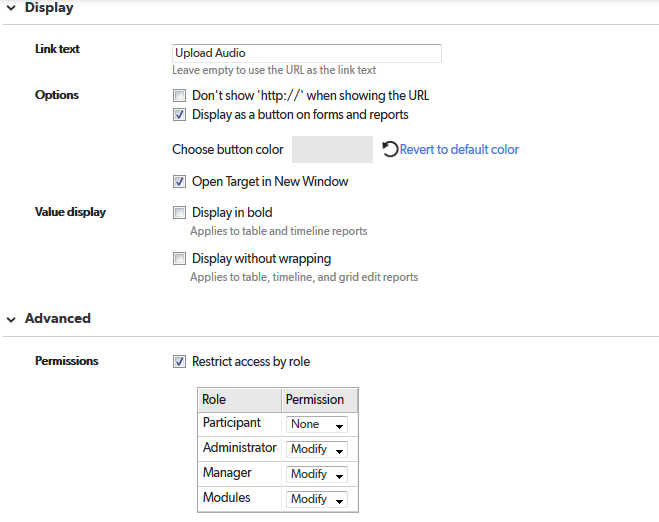 Display
Link text
Upload Audio
Leave empty to use the URL as the link text
Options
Don't show 'http://' when showing the URL
Display as a button on forms and reports
Choose button color
Revert to default color
Open Target in New Window
Value display
Display in bold
Applies to table and timeline reports
Display without wrapping
Applies to table, timeline, and grid edit reports
Advanced
Permissions
Restrict access by role
Role Permission
Participant None
Administrator Modify
Manager Modify
Modules Modify